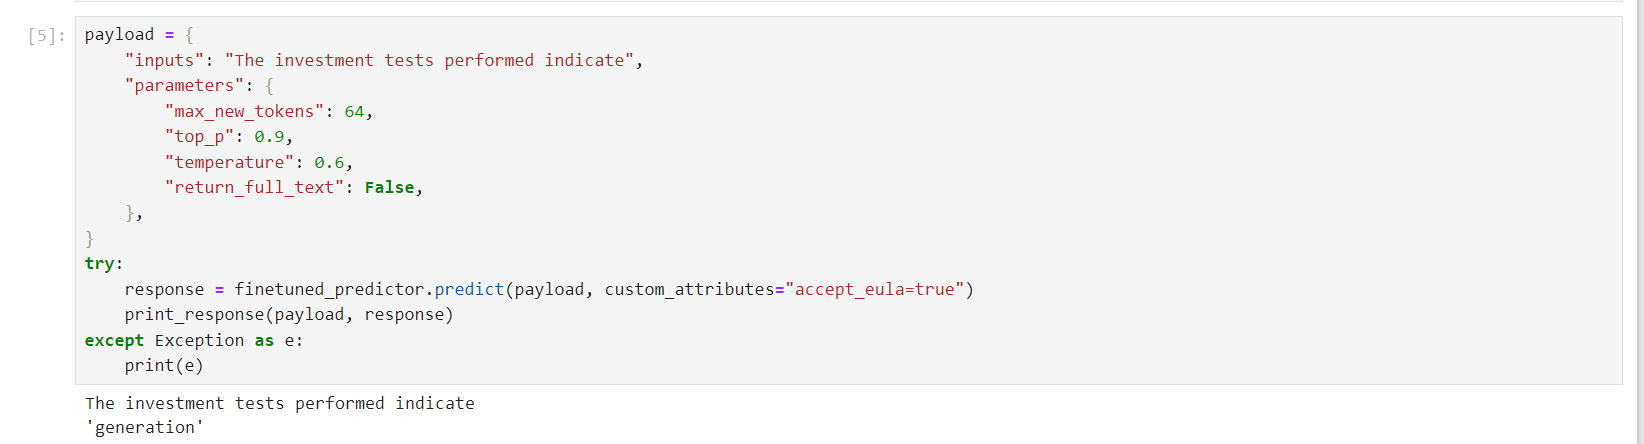 [5]:
payload = {
    "inputs": "The investment tests performed indicate",
    "parameters": {
        "max_new_tokens": 64,
        "top_p": 0.9,
        "temperature": 0.6,
        "return_full_text": False,
    },
}
try:
    response = finetuned_predictor.predict(payload, custom_attributes="accept_eula=true")
    print_response(payload, response)
except Exception as e:
    print(e)
The investment tests performed indicate
'generation'